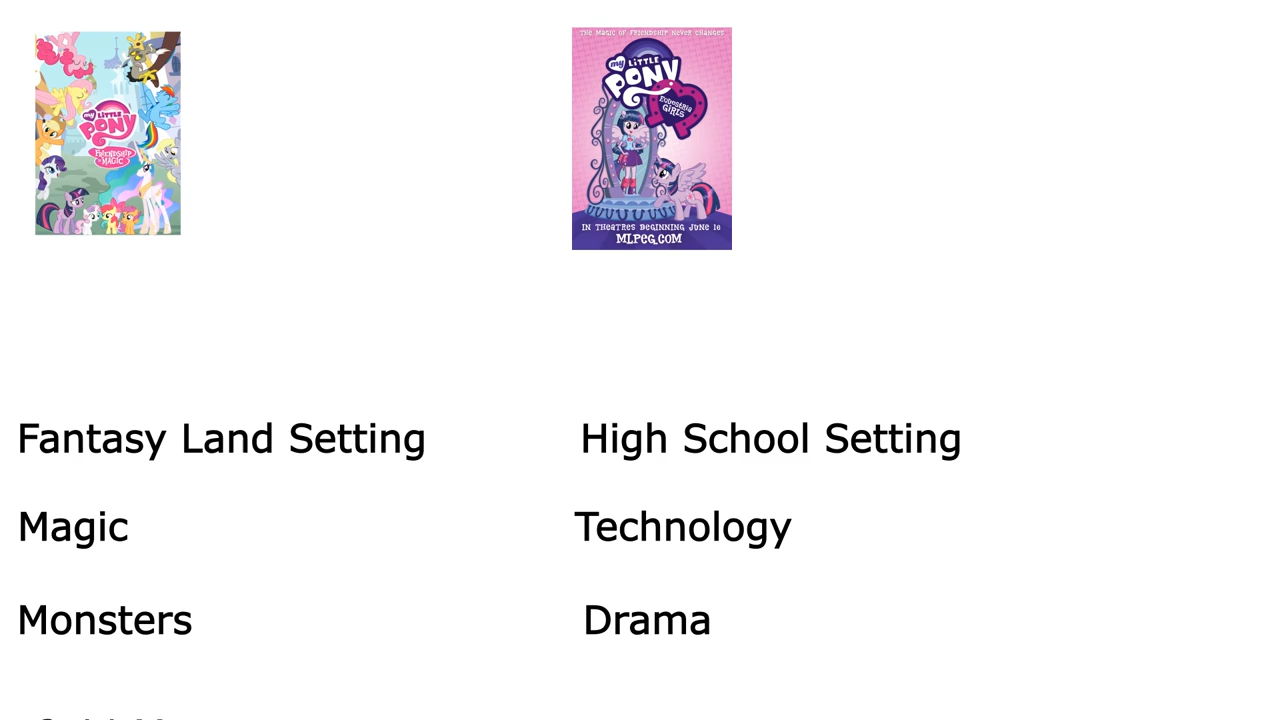 my LITTLE
PONY
FRIENDSHIP
IS MAGIC
THE MAGIC OF FRIENDSHIP NEVER CHANGES
my LITTLE
PONY
EQUESTRIA
GIRLS
IN THEATRES BEGINNING JUNE 16
MLPEG.COM
Fantasy Land Setting
High School Setting
Magic
Technology
Monsters
Drama